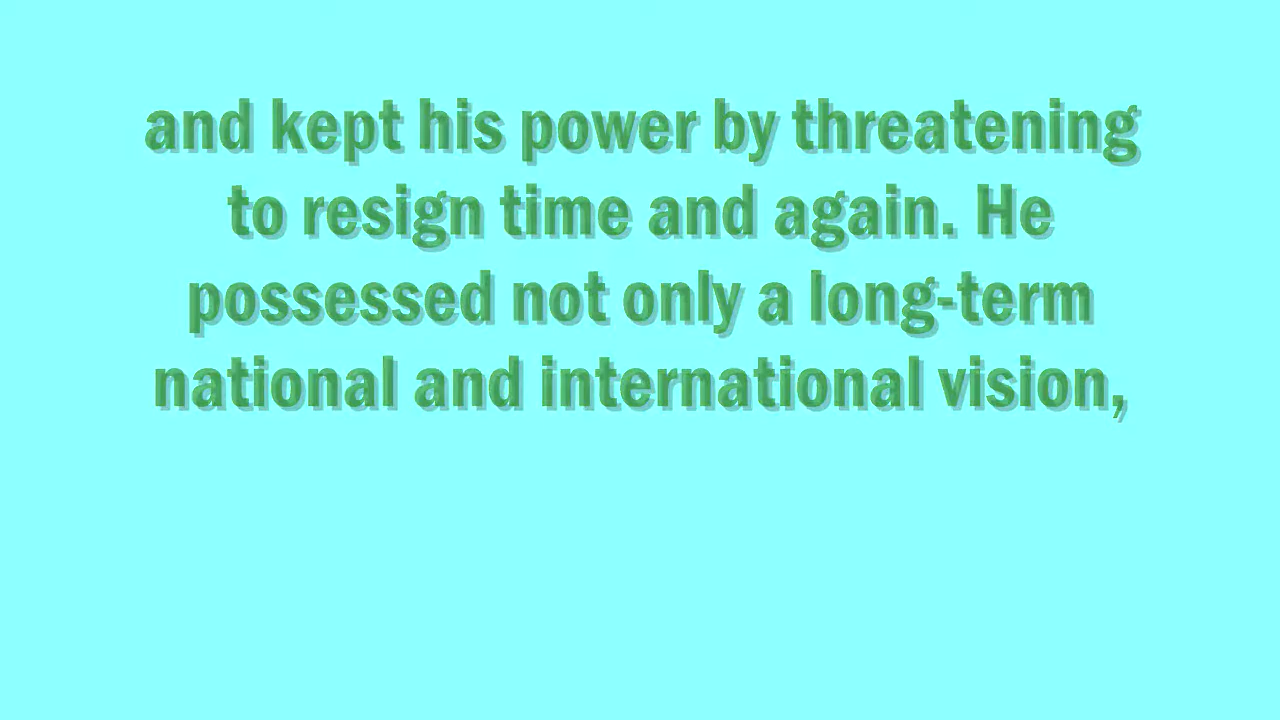 and kept his power by threatening
to resign time and again. He
possessed not only a long-term
national and international vision,